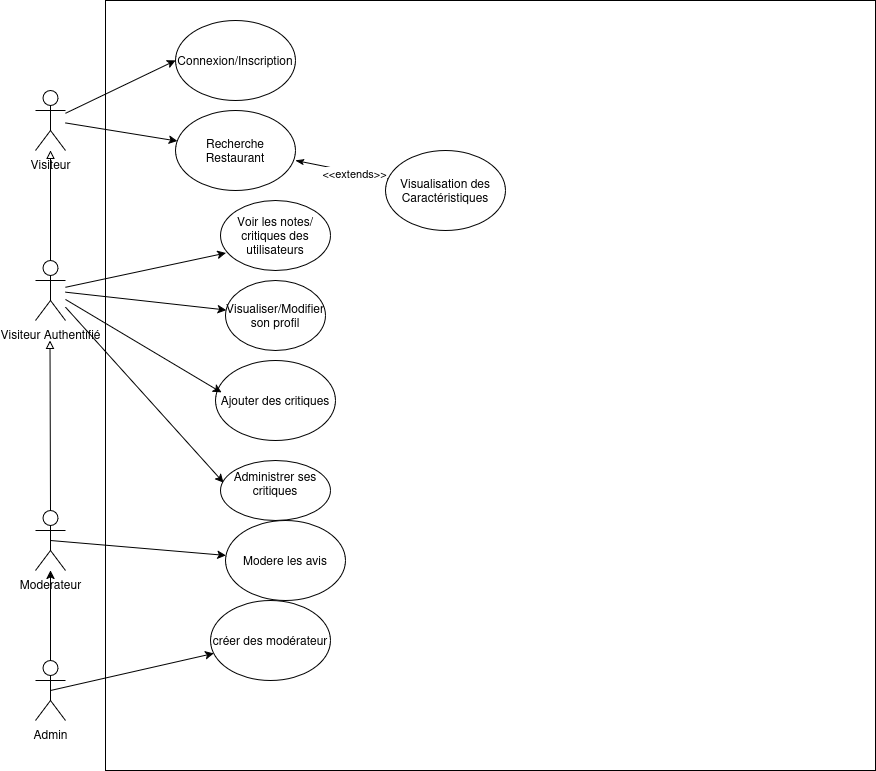 Connexion/Inscription
Visiteur
Recherche
Restaurant
<<extends>>
Visualisation des
Caractéristiques
Voir les notes/
critiques des
utilisateurs
Visiteur Authentifié
Visualiser/Modifier
son profil
Ajouter des critiques
Administrer ses
critiques
Moderateur
Modere les avis
créer des modérateur
Admin